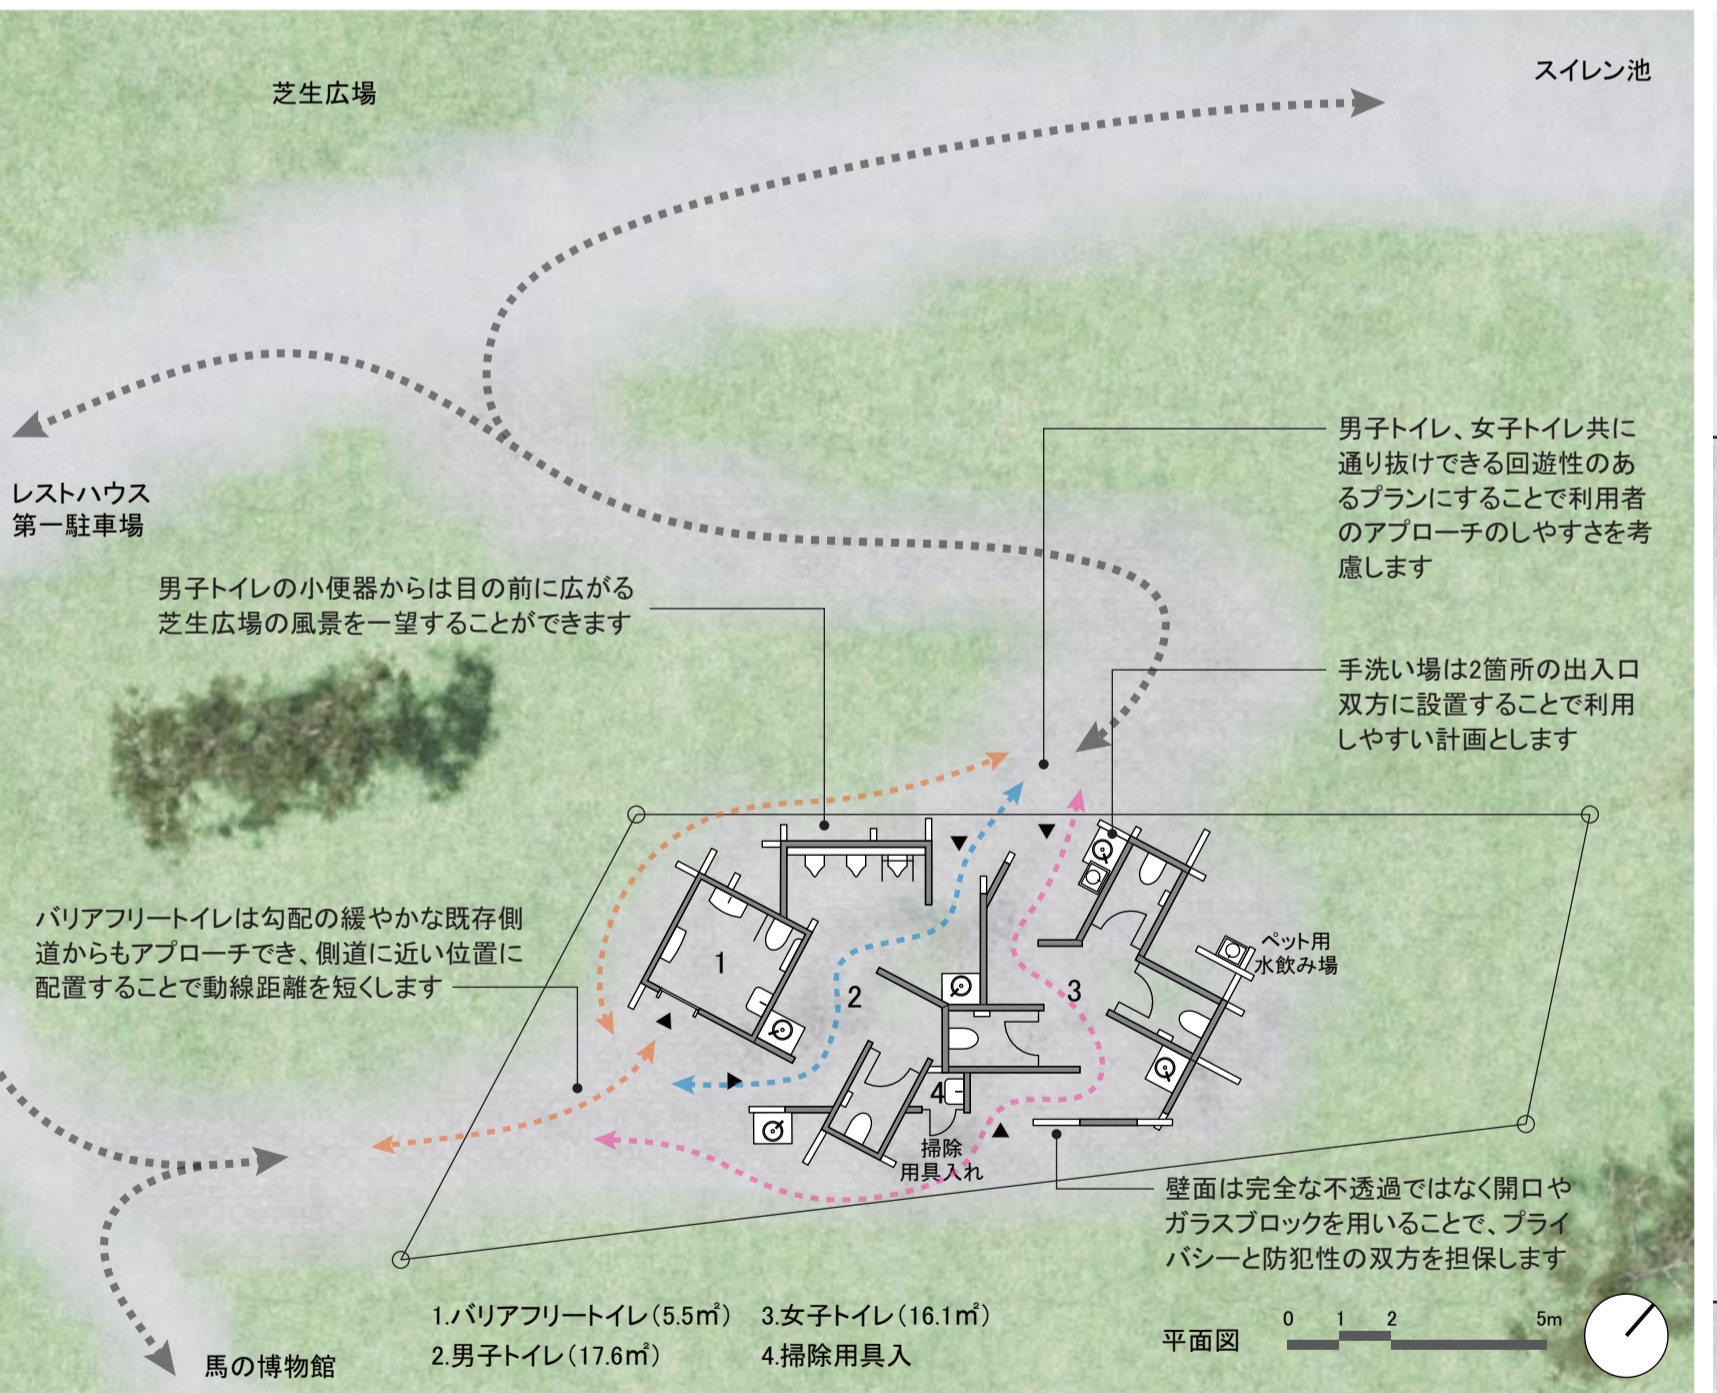 芝生広場
スイレン池
レストハウス
第一駐車場
男子トイレ、女子トイレ共に
通り抜けできる回遊性のあ
るプランにすることで利用者
のアプローチのしやすさを考
慮します
男子トイレの小便器からは目の前に広がる
芝生広場の風景を一望することができます
手洗い場は2箇所の出入口
双方に設置することで利用
しやすい計画とします
バリアフリートイレは勾配の緩やかな既存側
道からもアプローチでき、側道に近い位置に
配置することで動線距離を短くします
1
2
3
4
ペット用
水飲み場
掃除
用具入れ
壁面は完全な不透過ではなく開口や
ガラスブロックを用いることで、プライ
バシーと防犯性の双方を担保します
1.バリアフリートイレ（5.5㎡）
3.女子トイレ（16.1㎡）
2.男子トイレ（17.6㎡）
4.掃除用具入
平面図
0 1 2 5m
馬の博物館